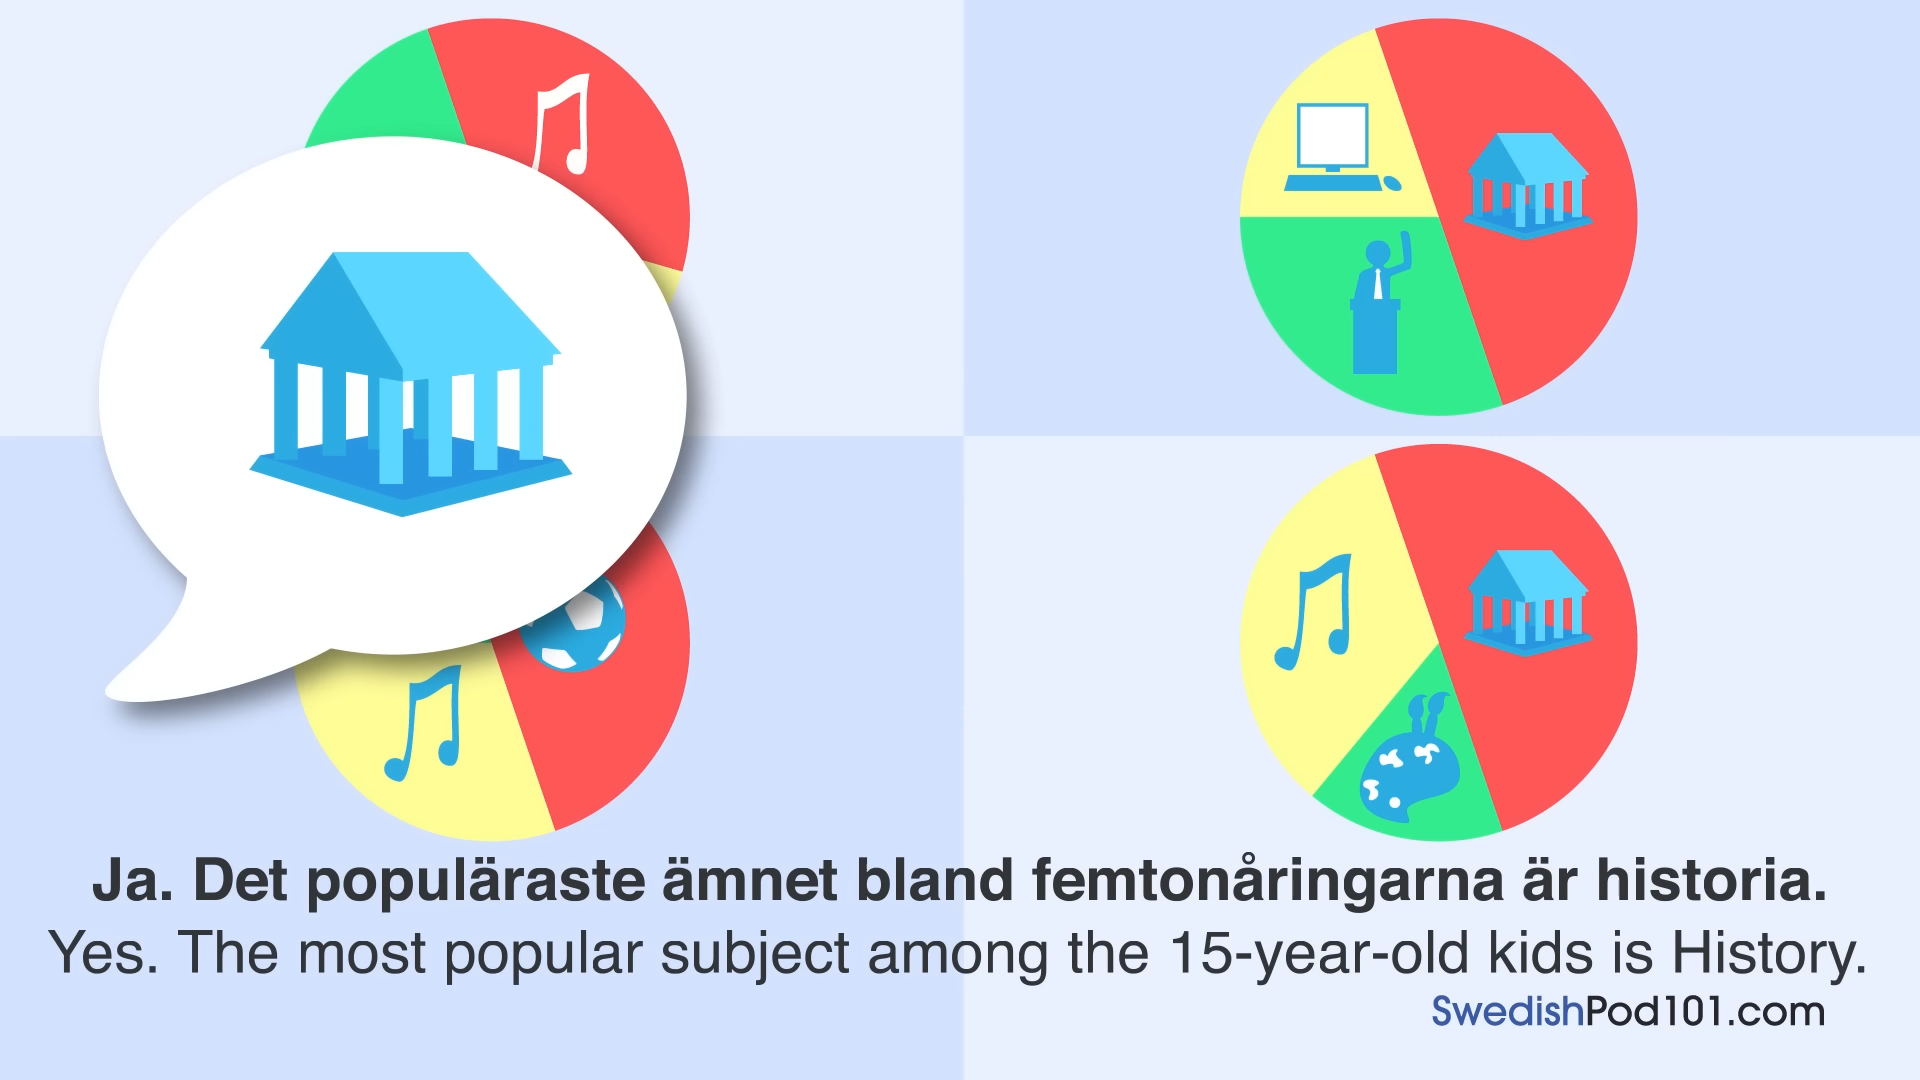 Ja. Det populäraste ämnet bland femtonåringarna är historia.
Yes. The most popular subject among the 15-year-old kids is History.
SwedishPod101.com